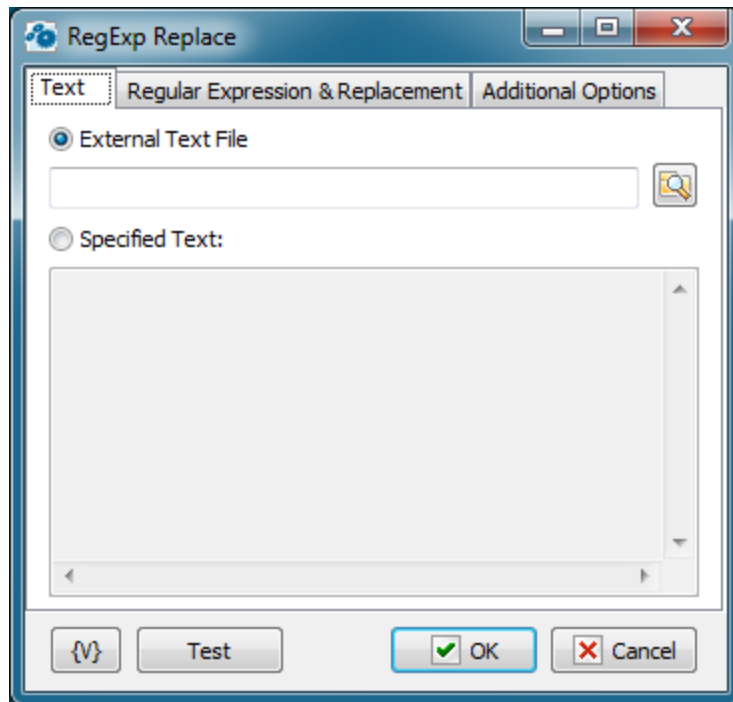 RegExp Replace
Text Regular Expression & Replacement Additional Options
External Text File
Specified Text:
{V} Test OK Cancel